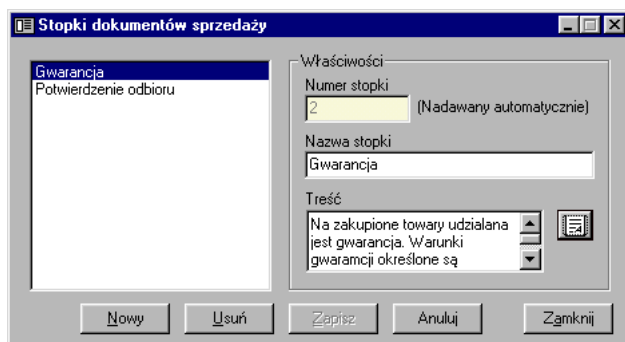 Stopki dokumentów sprzedaży
Gwarancja
Potwierdzenie odbioru
Właściwości
Numer stopki
2 (Nadawany automatycznie)
Nazwa stopki
Gwarancja
Treść
Na zakupione towary udzialana
jest gwarancja. Warunki
gwaramcji określone są
Nowy Usuń Zapisz Anuluj Zamknij